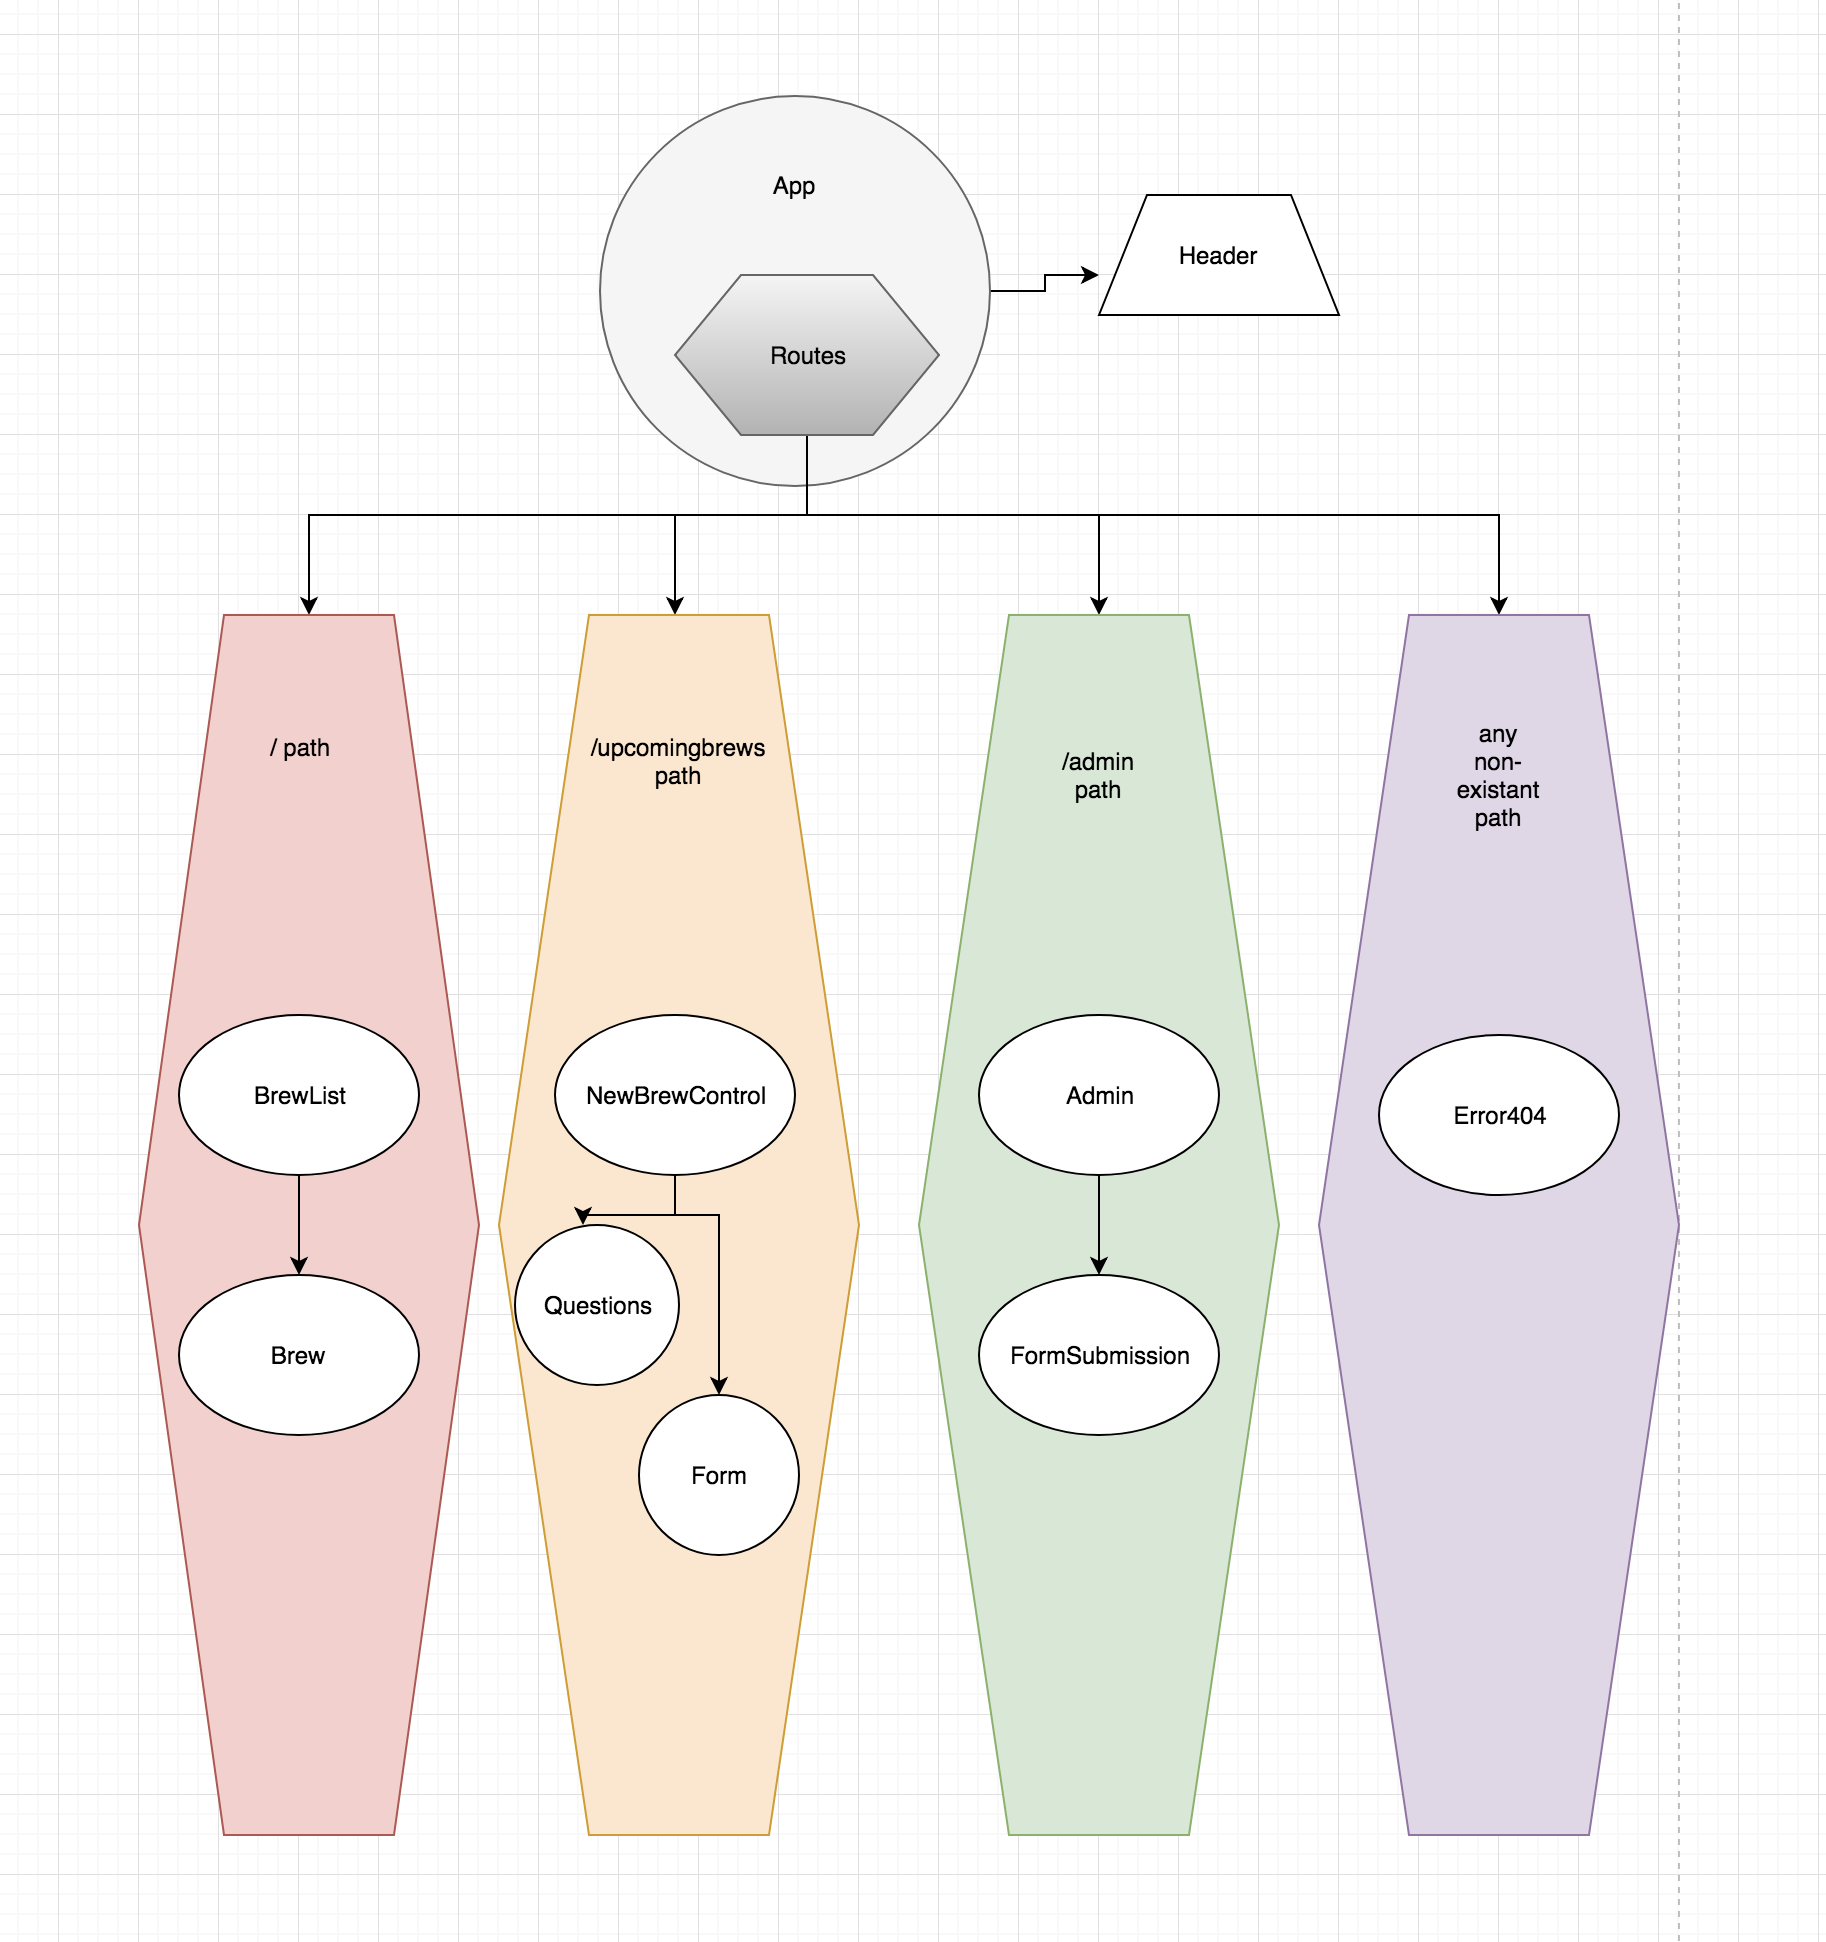 App
Header
Routes
/ path
/upcomingbrews
path
/admin
path
any
non-
existant
path
BrewList
NewBrewControl
Admin
Error404
Questions
Brew
FormSubmission
Form